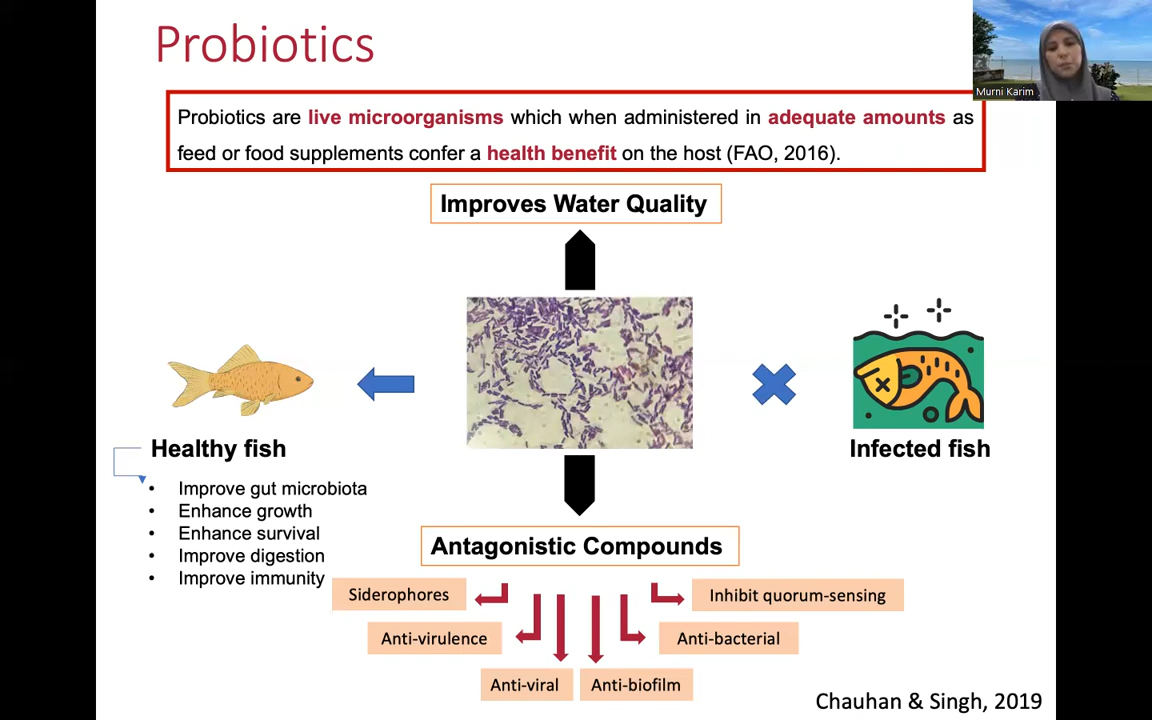 Probiotics
Murni Karim
Probiotics are live microorganisms which when administered in adequate amounts as
feed or food supplements confer a health benefit on the host (FAO, 2016).
Improves Water Quality
Healthy fish
Infected fish
• Improve gut microbiota
• Enhance growth
• Enhance survival
• Improve digestion
• Improve immunity
Antagonistic Compounds
Siderophores
Inhibit quorum-sensing
Anti-virulence
Anti-bacterial
Anti-viral
Anti-biofilm
Chauhan & Singh, 2019